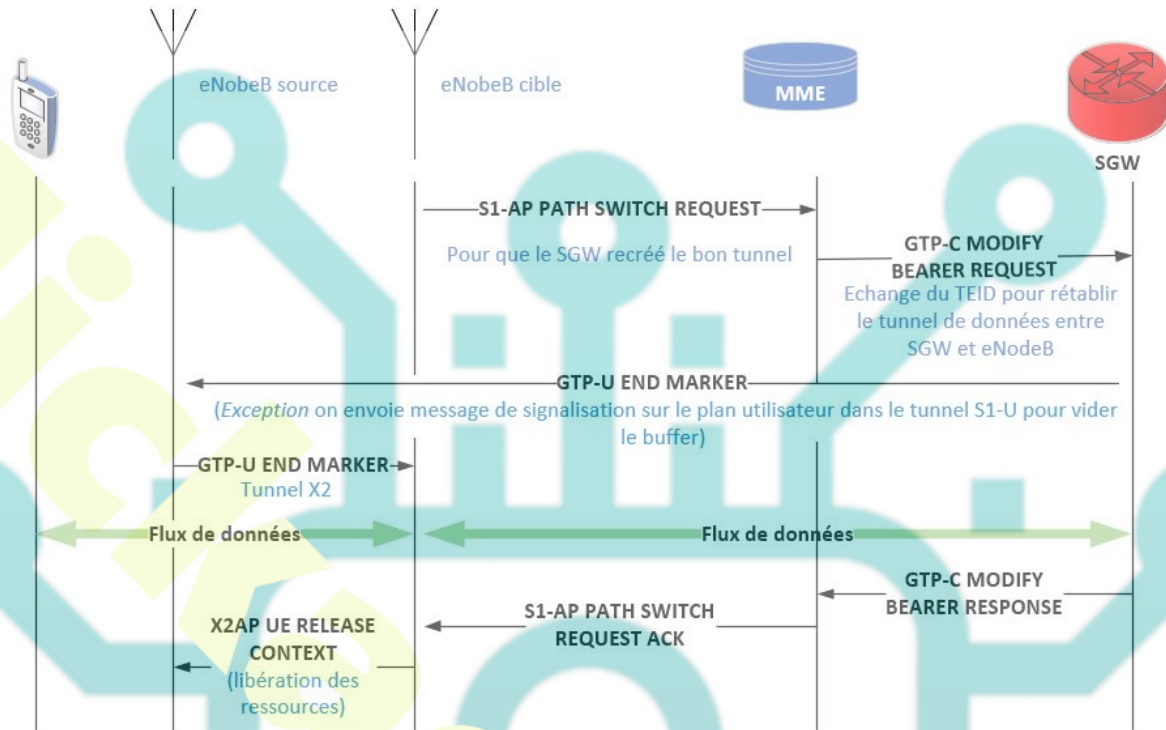 eNobeB source
eNobeB cible
MME
SGW
S1-AP PATH SWITCH REQUEST
Pour que le SGW recréé le bon tunnel
GTP-C MODIFY
BEARER REQUEST
Echange du TEID pour rétablir
le tunnel de données entre
SGW et eNodeB
GTP-U END MARKER
(Exception on envoie message de signalisation sur le plan utilisateur dans le tunnel S1-U pour vider
le buffer)
GTP-U END MARKER
Tunnel X2
Flux de données
Flux de données
GTP-C MODIFY
BEARER RESPONSE
S1-AP PATH SWITCH
REQUEST ACK
X2AP UE RELEASE
CONTEXT
(libération des
ressources)